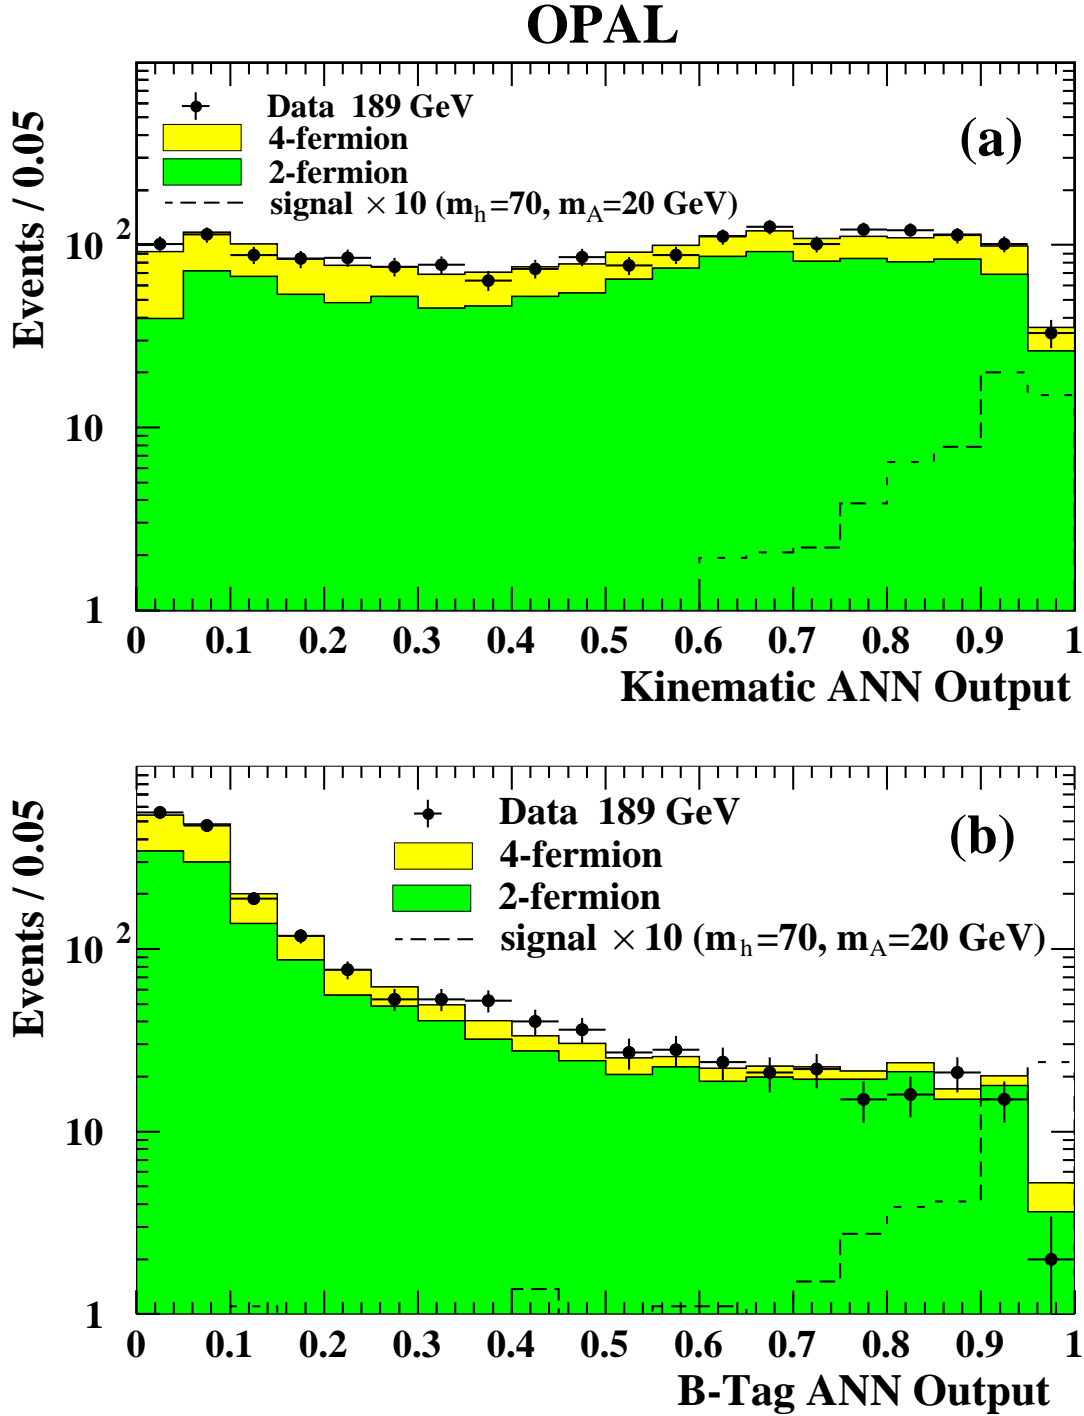 OPAL
Events / 0.05
Data 189 GeV
4-fermion
2-fermion
signal × 10 (mh=70, mA=20 GeV)
(a)
10 2
10
1
0 0.1 0.2 0.3 0.4 0.5 0.6 0.7 0.8 0.9 1
Kinematic ANN Output
Events / 0.05
Data 189 GeV
4-fermion
2-fermion
signal × 10 (mh=70, mA=20 GeV)
(b)
10 2
10
1
0 0.1 0.2 0.3 0.4 0.5 0.6 0.7 0.8 0.9 1
B-Tag ANN Output